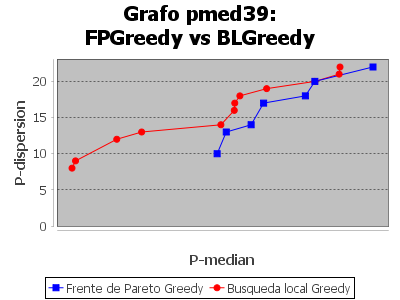 Grafo pmed39:
FPGreedy vs BLGreedy
P-dispersion
20
15
10
5
0
P-median
Frente de Pareto Greedy
Busqueda local Greedy